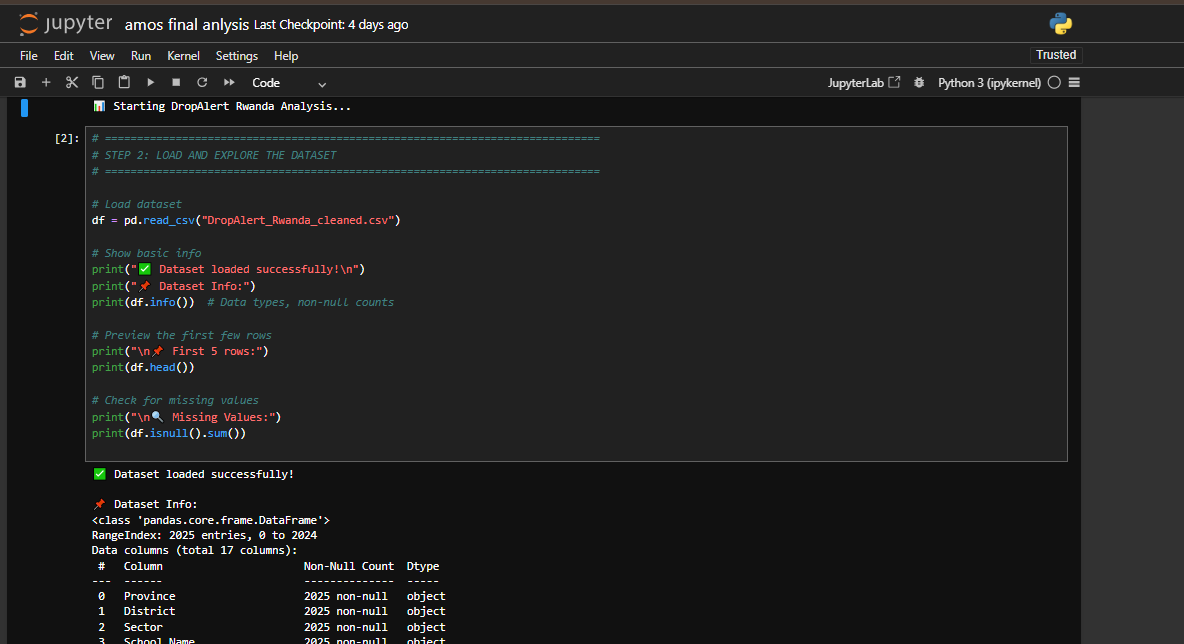 jupyter amos final anlysis Last Checkpoint: 4 days ago
File Edit View Run Kernel Settings Help
Trusted
Code
JupyterLab
Python 3 (ipykernel)
📊 Starting DropAlert Rwanda Analysis...
[2]:
# =============================================================================
# STEP 2: LOAD AND EXPLORE THE DATASET
# =============================================================================
# Load dataset
df = pd.read_csv("DropAlert_Rwanda_cleaned.csv")
# Show basic info
print("✅ Dataset loaded successfully!\n")
print("📌 Dataset Info:")
print(df.info())  # Data types, non-null counts
# Preview the first few rows
print("\n📌 First 5 rows:")
print(df.head())
# Check for missing values
print("\n🔍 Missing Values:")
print(df.isnull().sum())
✅ Dataset loaded successfully!
📌 Dataset Info:
<class 'pandas.core.frame.DataFrame'>
RangeIndex: 2025 entries, 0 to 2024
Data columns (total 17 columns):
#   Column   Non-Null Count  Dtype
---  ------   --------------  -----
0   Province   2025 non-null   object
1   District   2025 non-null   object
2   Sector   2025 non-null   object
3   School Name   2025 non-null   object